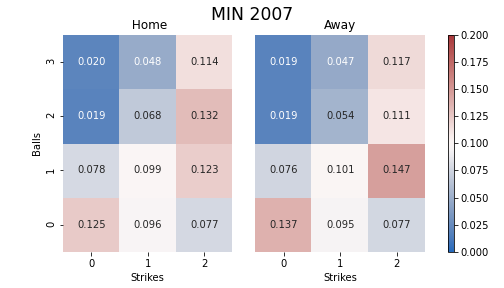 MIN 2007
Home
Away
3
0.020 0.048 0.114
0.019 0.047 0.117
2
0.019 0.068 0.132
0.019 0.054 0.111
1
0.078 0.099 0.123
0.076 0.101 0.147
0
0.125 0.096 0.077
0.137 0.095 0.077
Balls
0 1 2
0 1 2
Strikes
Strikes
0.200
0.175
0.150
0.125
0.100
0.075
0.050
0.025
0.000